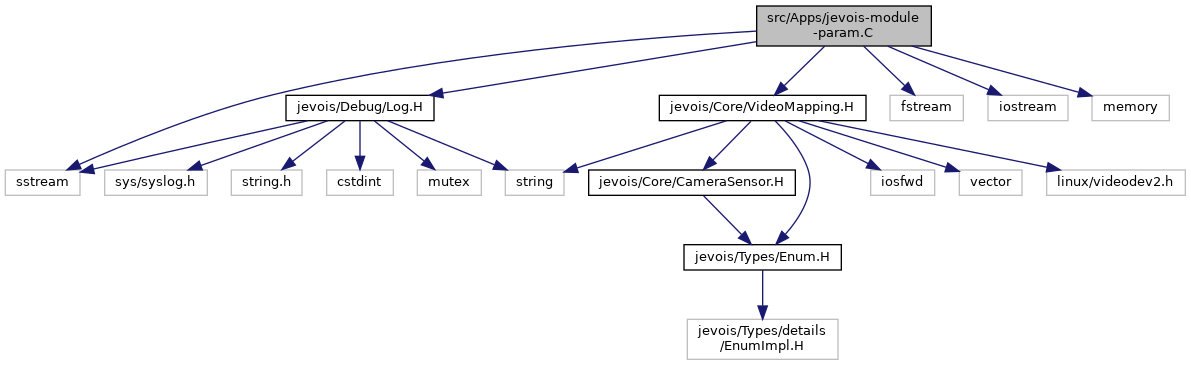 src/Apps/jevois-module
-param.C
jevois/Debug/Log.H
jevois/Core/VideoMapping.H
fstream
iostream
memory
sstream
sys/syslog.h
string.h
cstdint
mutex
string
jevois/Core/CameraSensor.H
iosfwd
vector
linux/videodev2.h
jevois/Types/Enum.H
jevois/Types/details
/EnumImpl.H